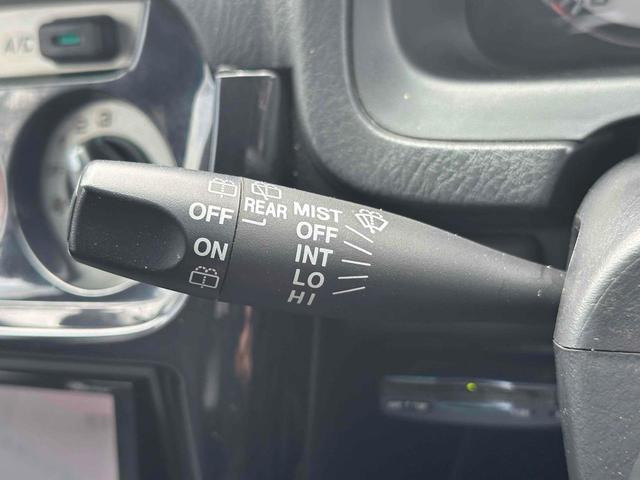 A/C
OFF
ON
REAR
MIST
OFF
INT
LO
HI